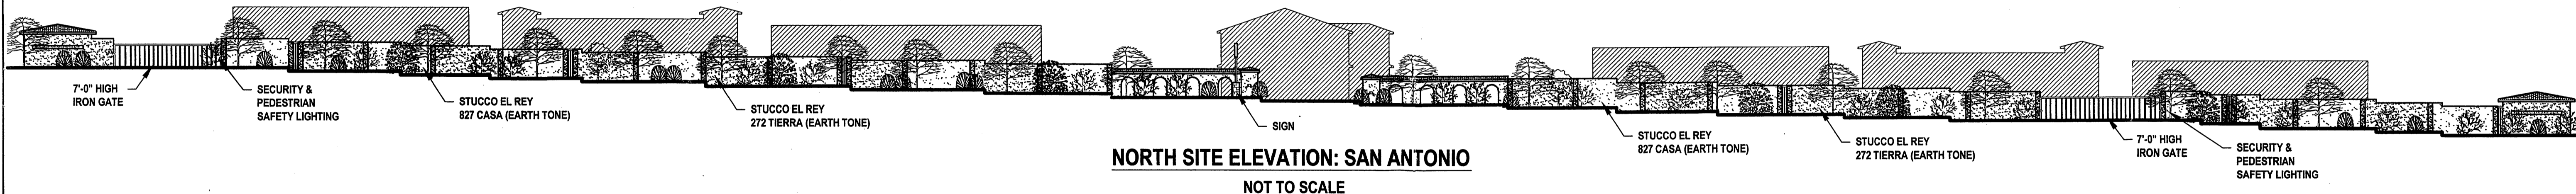 7'-0" HIGH
IRON GATE
SECURITY &
PEDESTRIAN
SAFETY LIGHTING
STUCCO EL REY
827 CASA (EARTH TONE)
STUCCO EL REY
272 TIERRA (EARTH TONE)
SIGN
STUCCO EL REY
827 CASA (EARTH TONE)
STUCCO EL REY
272 TIERRA (EARTH TONE)
7'-0" HIGH
IRON GATE
SECURITY &
PEDESTRIAN
SAFETY LIGHTING
NORTH SITE ELEVATION: SAN ANTONIO
NOT TO SCALE